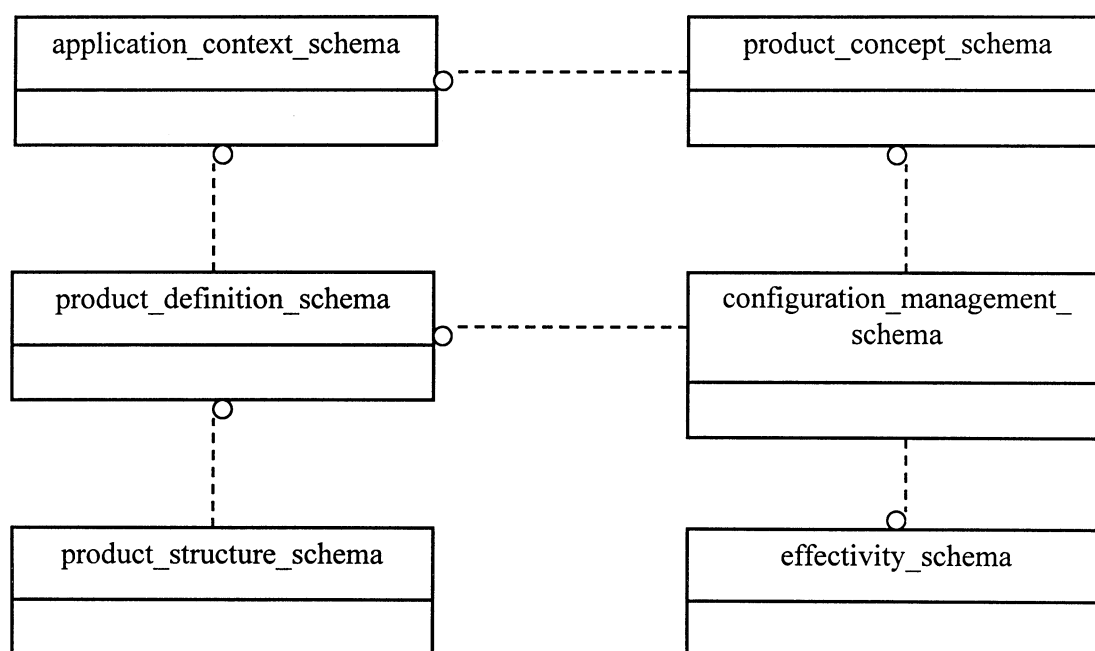 application_context_schema
product_concept_schema
product_definition_schema
configuration_management_
schema
product_structure_schema
effectivity_schema